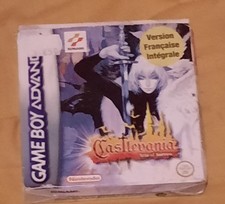 KONAMI
Version
Française
Intégrale
GAME BOY ADVANCE
Castlevania
Nintendo